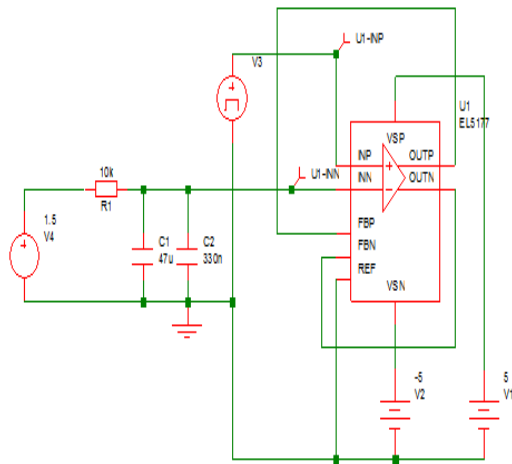 U1-INP
V3
U1
EL5177
VSP
INP
OUTP
INN
OUTN
10k
R1
U1-INN
FBP
FBN
REF
VSN
1.5
V4
C1
47u
C2
330n
-5
V2
5
V1